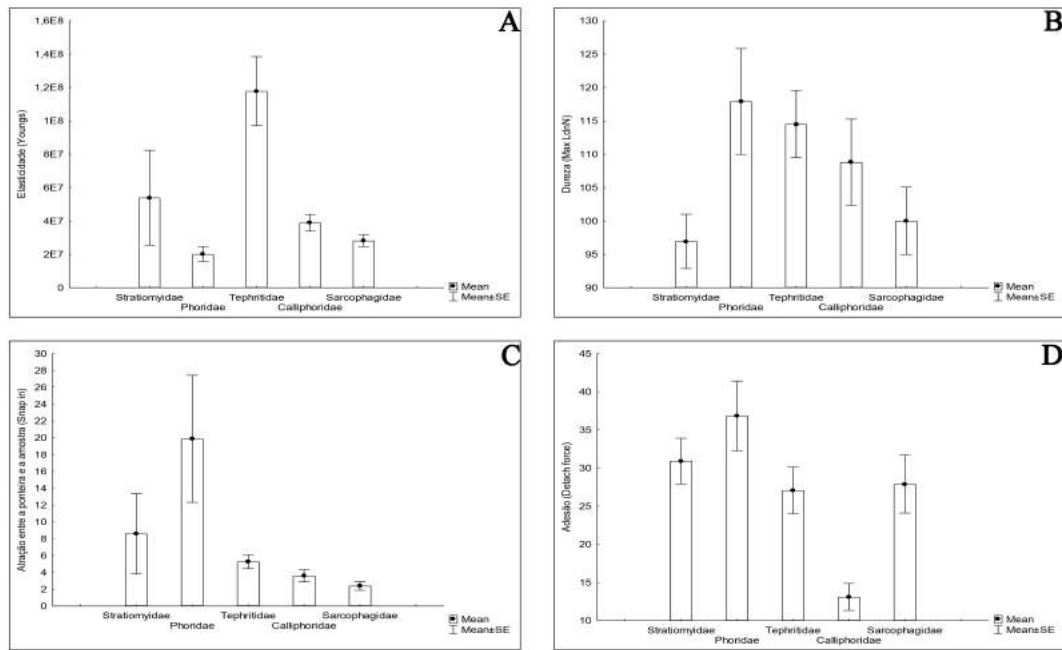 A
Elasticidade (Youngs)
1,6E8
1,4E8
1,2E8
1E8
8E7
6E7
4E7
2E7
0
Stratiomyidae Tephritidae Sarcophagidae
Phoridae Calliphoridae
Mean
Mean±SE
B
Dureza (Max LdnN)
130
125
120
115
110
105
100
95
90
Stratiomyidae Tephritidae Sarcophagidae
Phoridae Calliphoridae
Mean
Mean±SE
C
Atração entre a ponteira e a amostra (Snap in)
30
28
26
24
22
20
18
16
14
12
10
8
6
4
2
0
Stratiomyidae Tephritidae Sarcophagidae
Phoridae Calliphoridae
Mean
Mean±SE
D
Adesão (Detach force)
45
40
35
30
25
20
15
10
Stratiomyidae Tephritidae Sarcophagidae
Phoridae Calliphoridae
Mean
Mean±SE